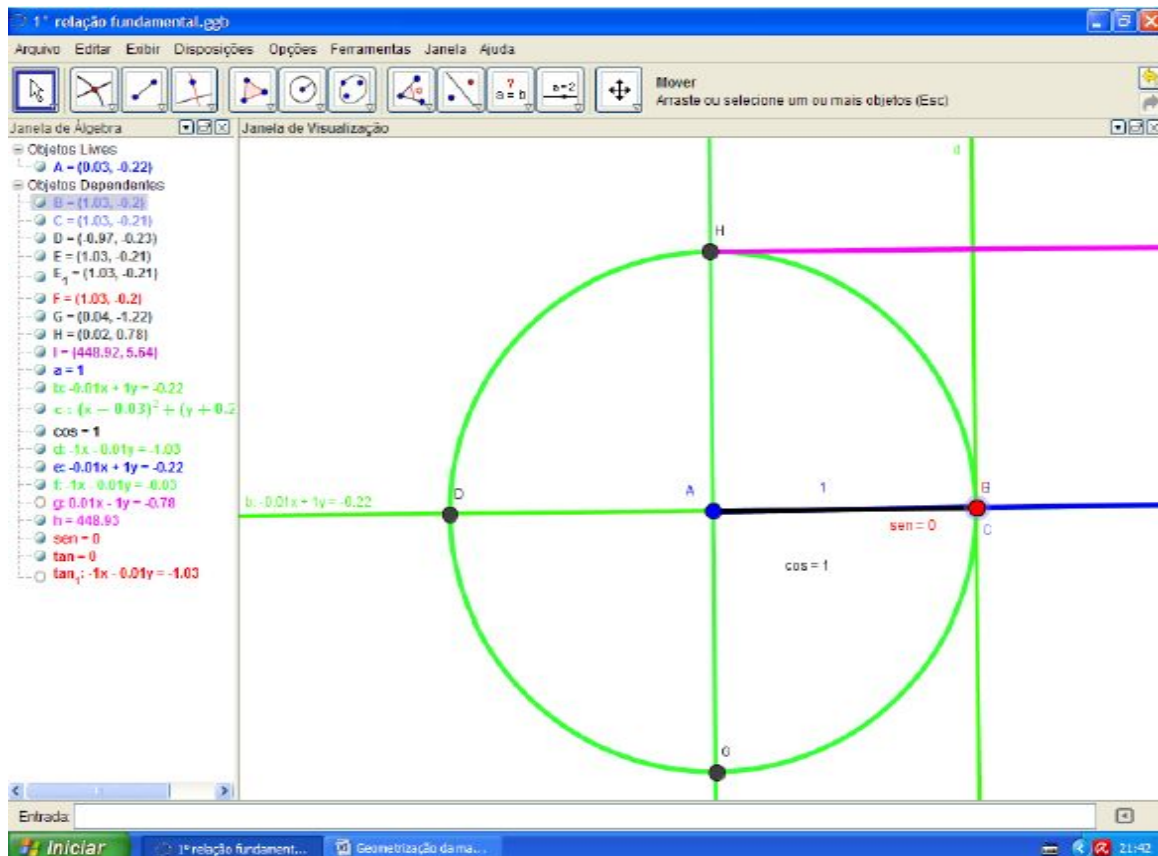 1° relação fundamental.ggb
Arquivo Editar Exibir Disposições Opções Ferramentas Janela Ajuda
? a = b
a=2
Mover
Arraste ou selecione um ou mais objetos (Esc)
Janela de Álgebra
Janela de Visualização
Objetos Livres
A = (0.03, -0.22)
Objetos Dependentes
B = (1.03, -0.2)
C = (1.03, -0.21)
D = (-0.97, -0.23)
E = (1.03, -0.21)
E1 = (1.03, -0.21)
F = (1.03, -0.2)
G = (0.04, -1.22)
H = (0.02, 0.78)
I = (448.92, 5.64)
a = 1
b: -0.01x + 1y = -0.22
c : (x − 0.03)² + (y + 0.2
cos = 1
d: -1x - 0.01y = -1.03
e: -0.01x + 1y = -0.22
f: -1x - 0.01y = -0.03
g: 0.01x - 1y = -0.78
h = 448.93
sen = 0
tan = 0
tan1: -1x - 0.01y = -1.03
d
H
D
b: -0.01x + 1y = -0.22
A
1
B
sen = 0
C
cos = 1
G
Entrada:
Iniciar
1° relação fundament...
Geometrização da ma...
21:42